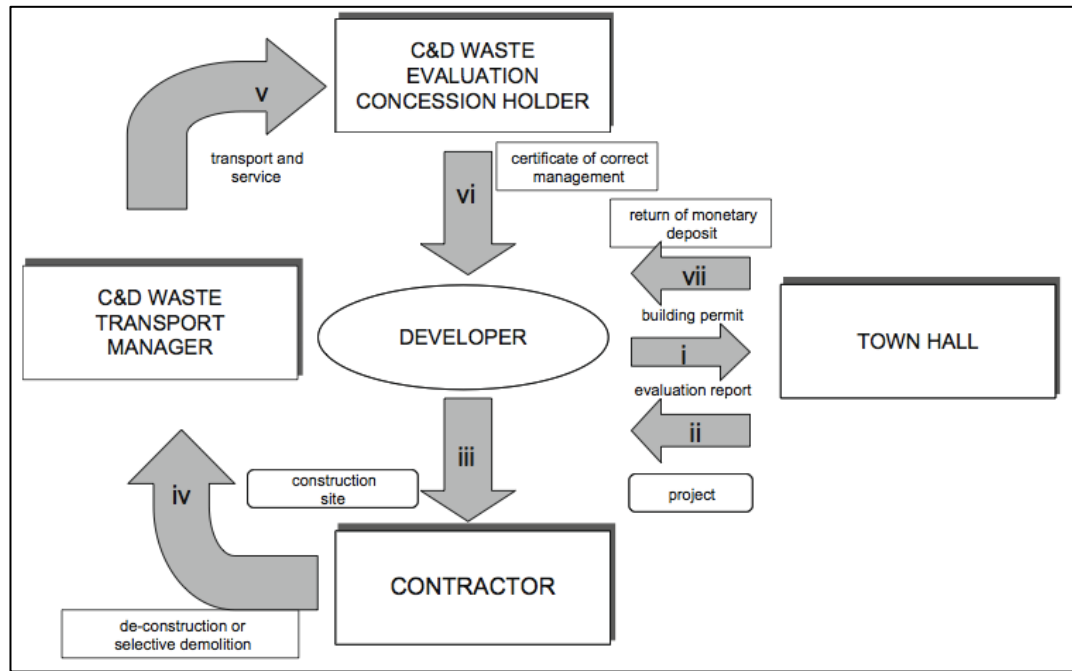 C&D WASTE
EVALUATION
CONCESSION HOLDER
v
transport and
service
certificate of correct
management
vi
return of monetary
deposit
vii
C&D WASTE
TRANSPORT
MANAGER
DEVELOPER
building permit
i
TOWN HALL
evaluation report
ii
iii
construction
site
project
iv
CONTRACTOR
de-construction or
selective demolition